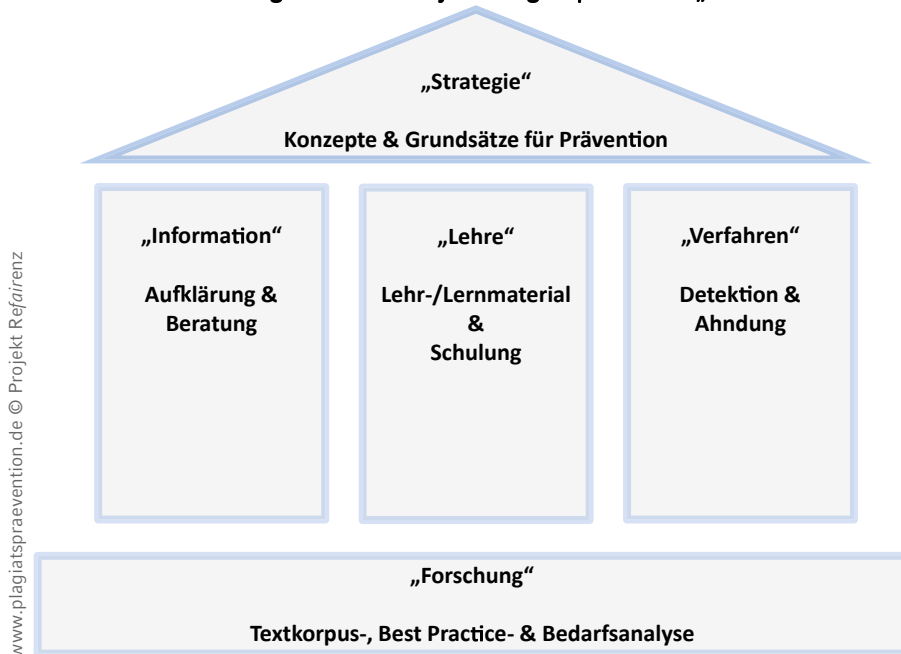 „Strategie“
Konzepte & Grundsätze für Prävention
„Information“
Aufklärung &
Beratung
„Lehre“
Lehr-/Lernmaterial
&
Schulung
„Verfahren“
Detektion &
Ahndung
„Forschung“
Textkorpus-, Best Practice- & Bedarfsanalyse
www.plagiatspraevention.de © Projekt Refairenz